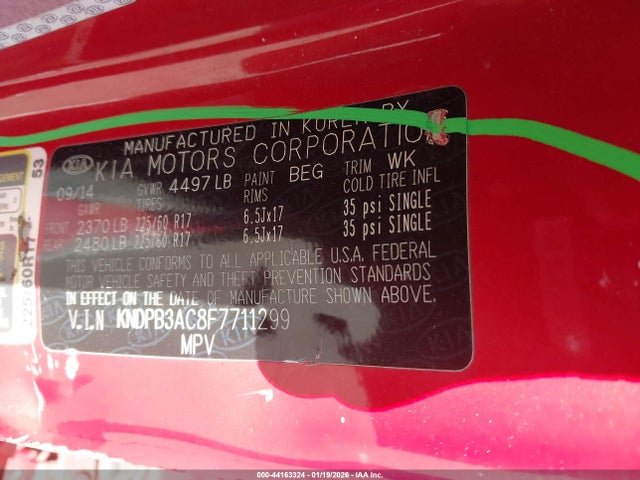 MANUFACTURED IN KOREA BY
KIA KIA MOTORS CORPORATION
09/14 GVWR 4497 LB PAINT BEG TRIM WK
GAWR TIRES RIMS COLD TIRE INFL
FRONT 2370 LB 225/60 R17 6.5Jx17 35 psi SINGLE
REAR 2480 LB 225/60 R17 6.5Jx17 35 psi SINGLE
THIS VEHICLE CONFORMS TO ALL APPLICABLE U.S.A. FEDERAL
MOTOR VEHICLE SAFETY AND THEFT PREVENTION STANDARDS
IN EFFECT ON THE DATE OF MANUFACTURE SHOWN ABOVE.
V.I.N KNDPB3AC8F7711299
MPV
53
225/60R17
000-44163324 - 01/19/2026 - IAA Inc.